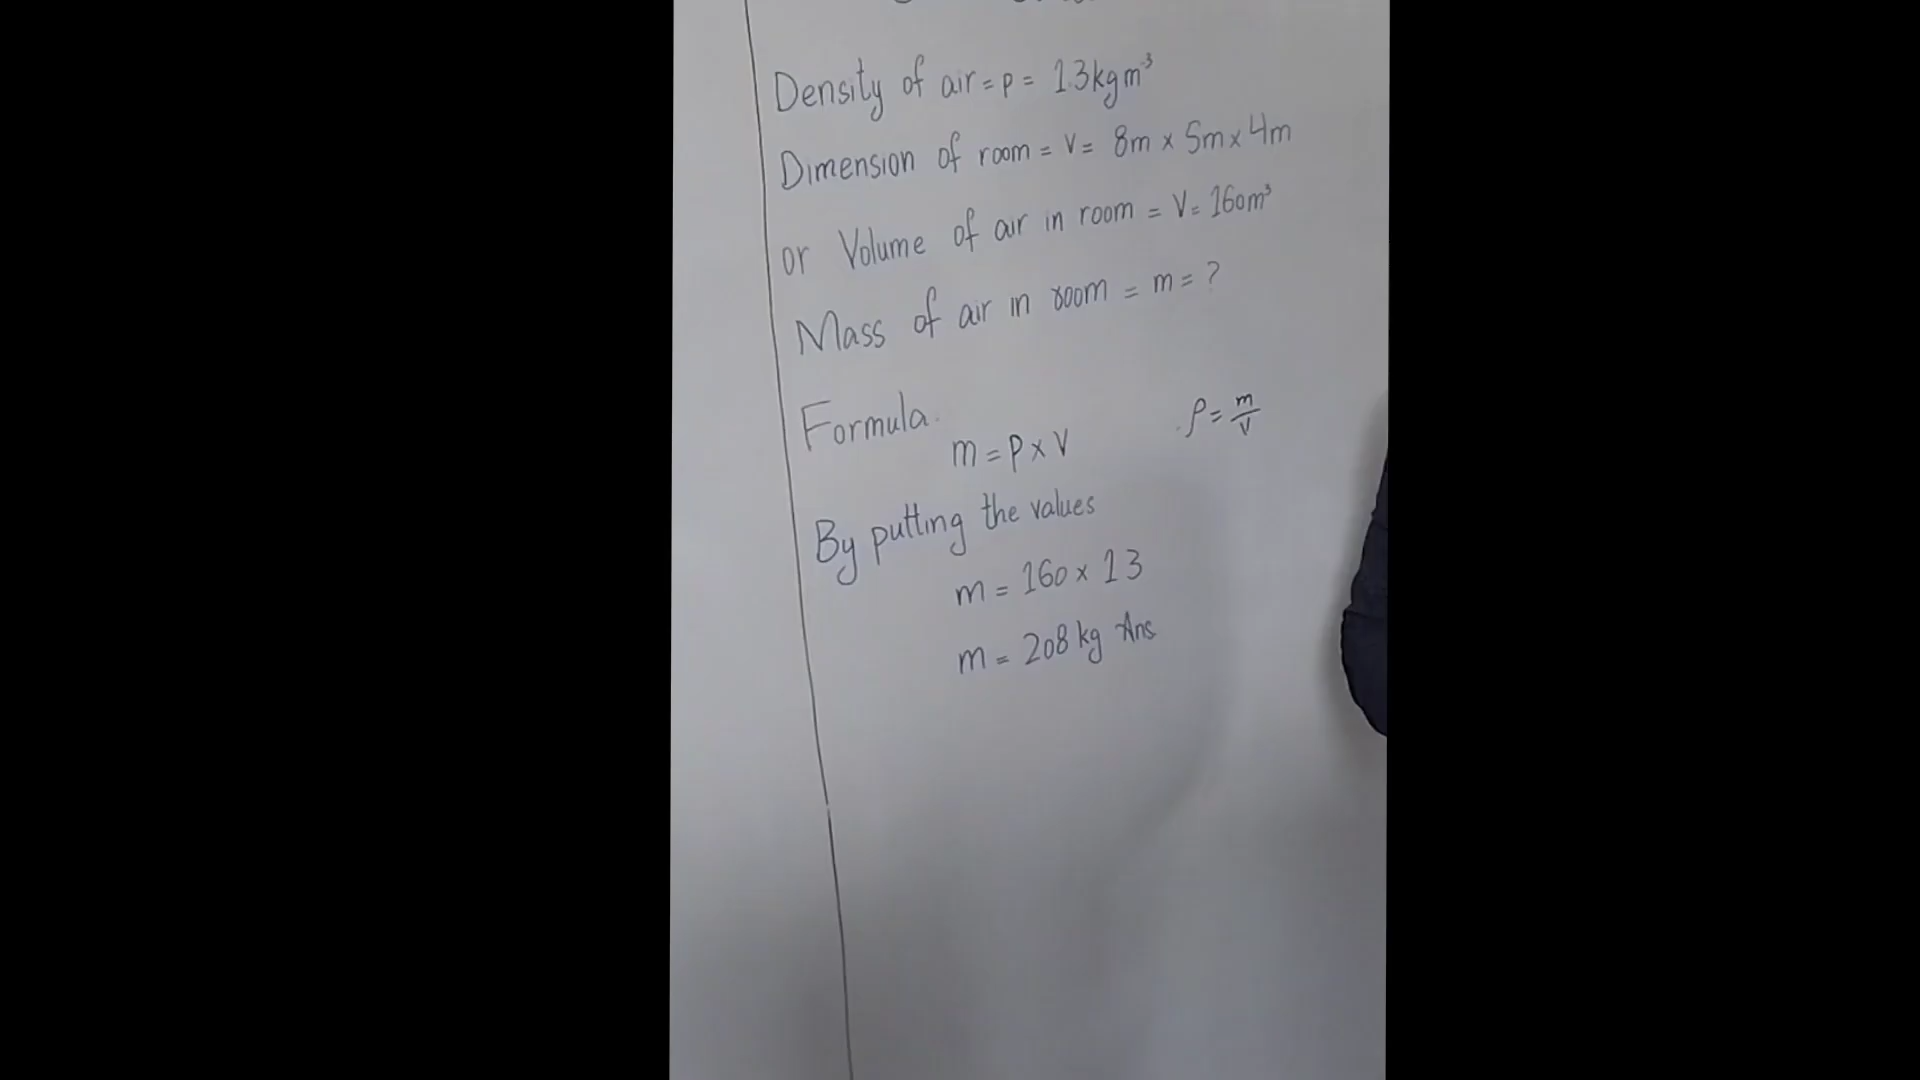 Density of air = ρ = 1.3kgm⁻³
Dimension of room = V = 8m × 5m × 4m
or Volume of air in room = V = 160m³
Mass of air in room = m = ?
Formula.
m = ρ × V
ρ = m/V
By putting the values
m = 160 × 1.3
m = 208 kg Ans